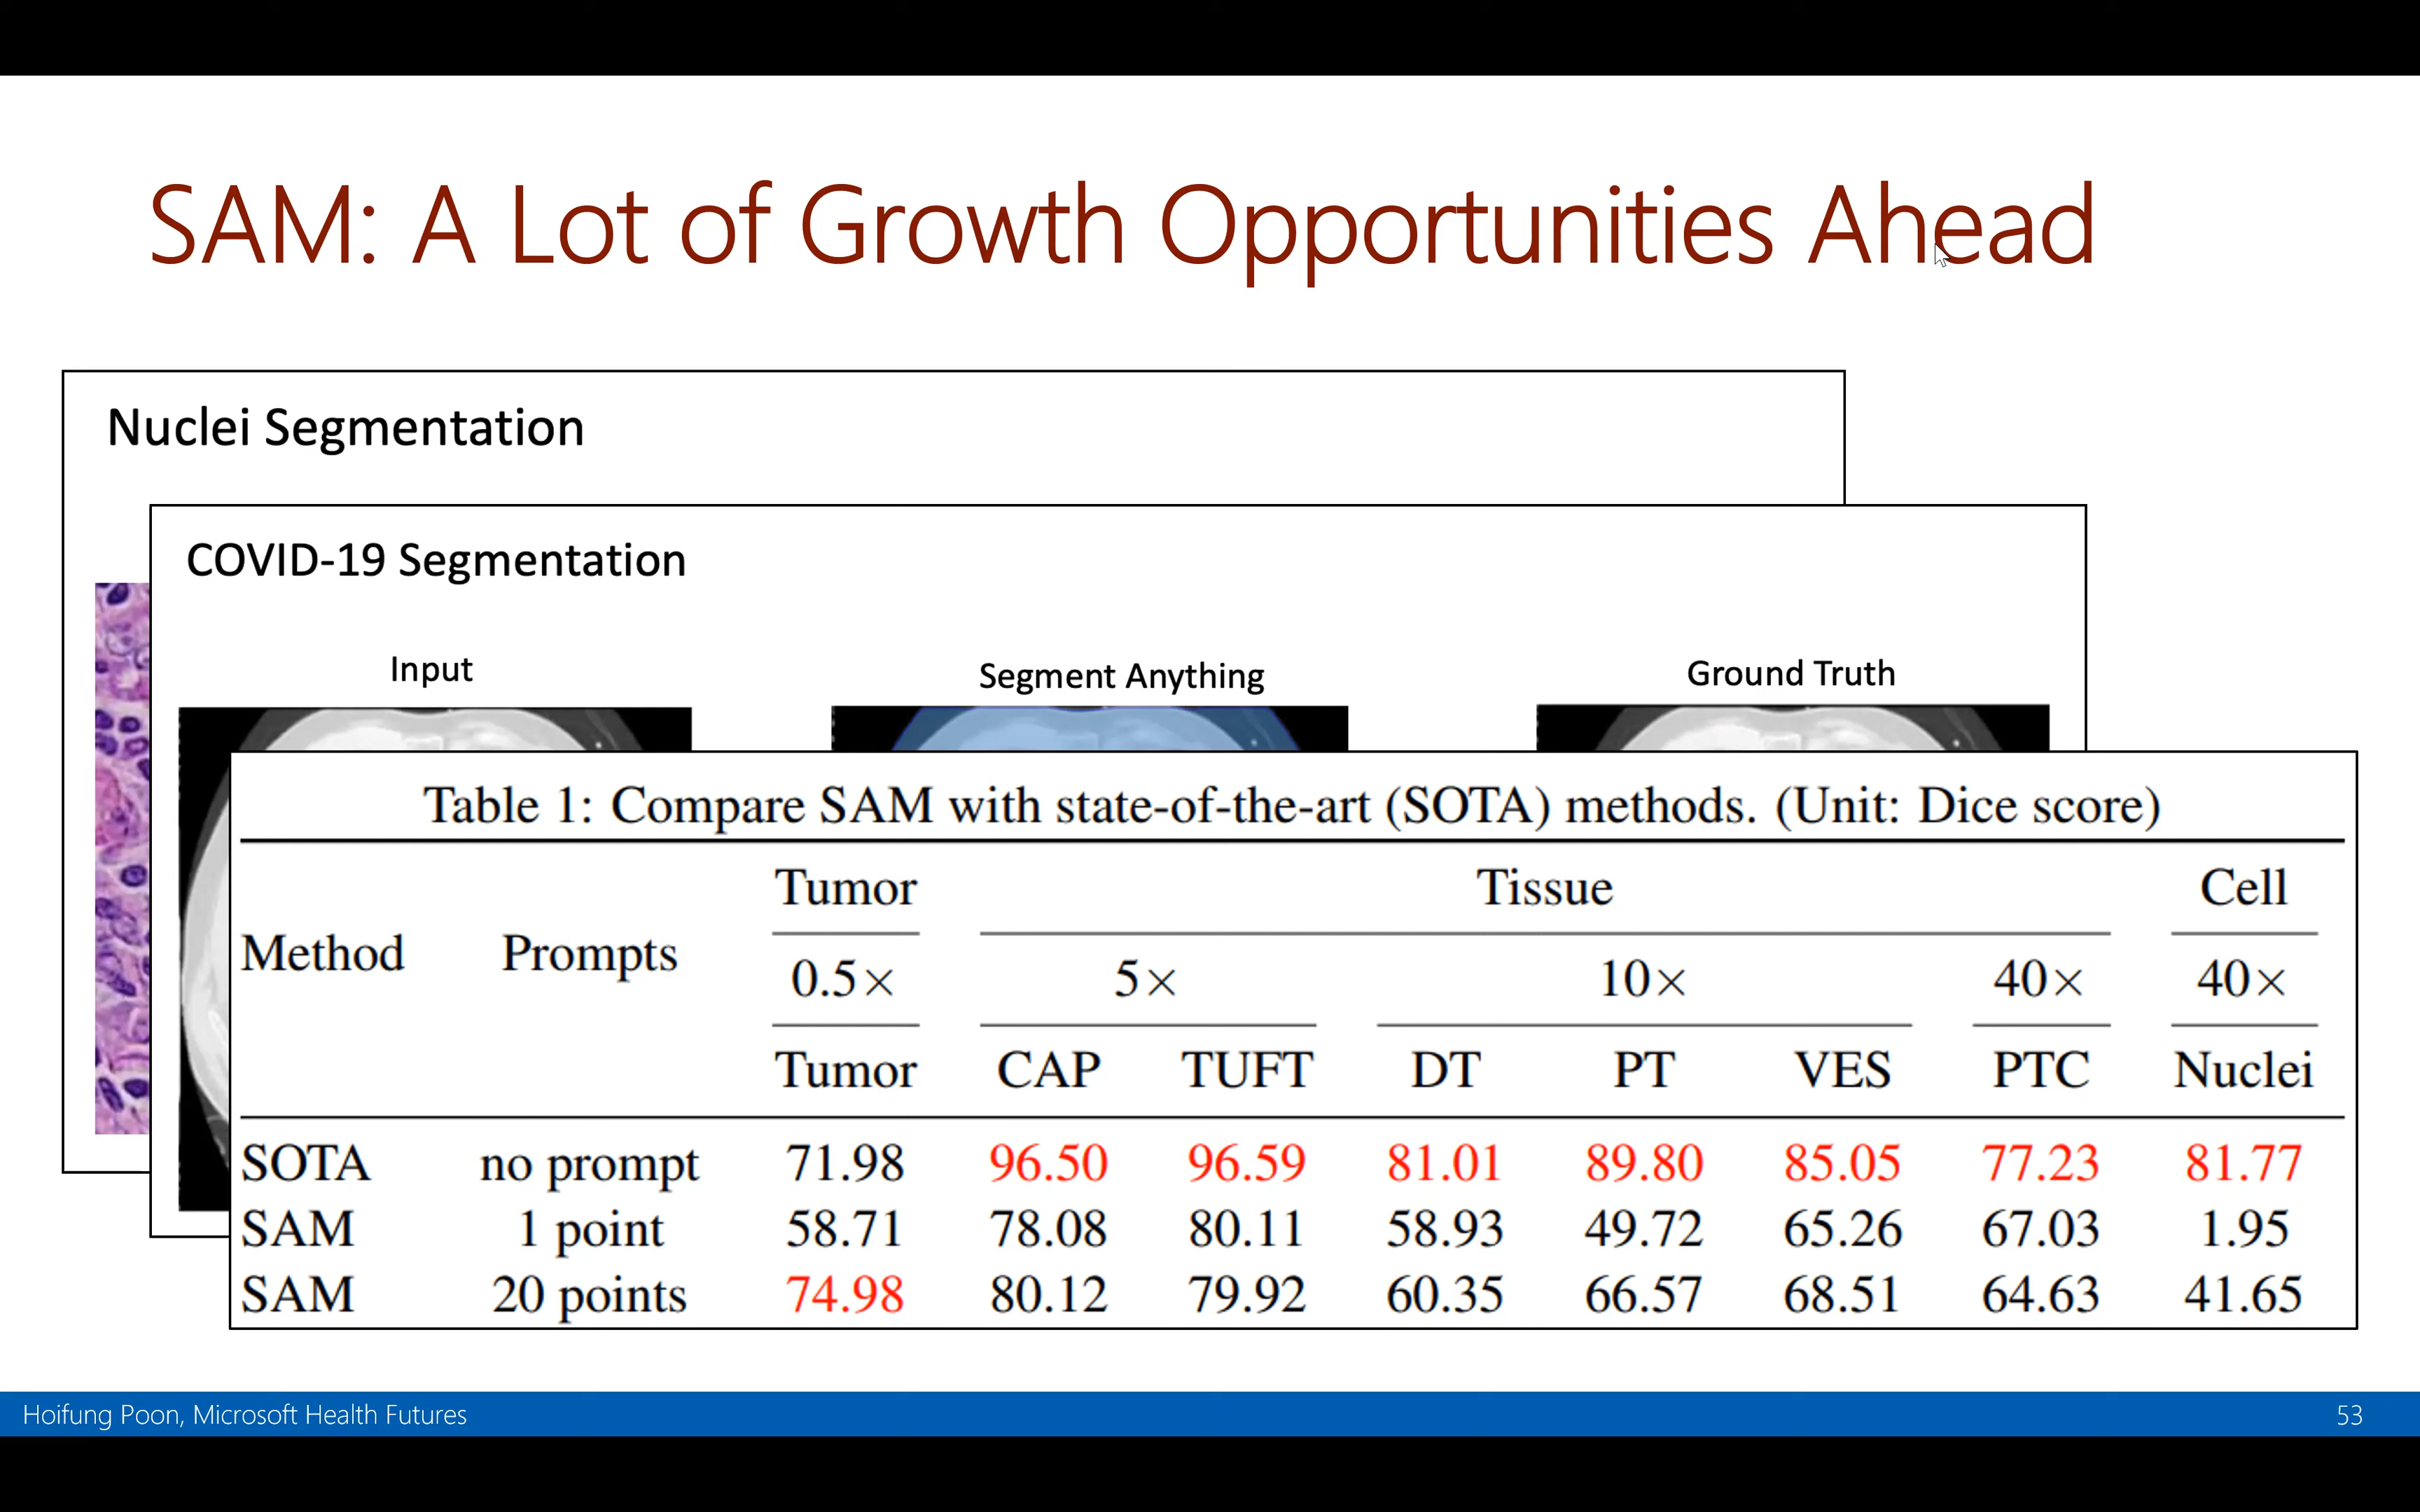 SAM: A Lot of Growth Opportunities Ahead
Nuclei Segmentation
COVID-19 Segmentation
Input Segment Anything Ground Truth
Table 1: Compare SAM with state-of-the-art (SOTA) methods. (Unit: Dice score)
Tumor Tissue Cell
Method Prompts
0.5× 5× 10× 40× 40×
Tumor CAP TUFT DT PT VES PTC Nuclei
SOTA no prompt 71.98 96.50 96.59 81.01 89.80 85.05 77.23 81.77
SAM 1 point 58.71 78.08 80.11 58.93 49.72 65.26 67.03 1.95
SAM 20 points 74.98 80.12 79.92 60.35 66.57 68.51 64.63 41.65
Hoifung Poon, Microsoft Health Futures 53